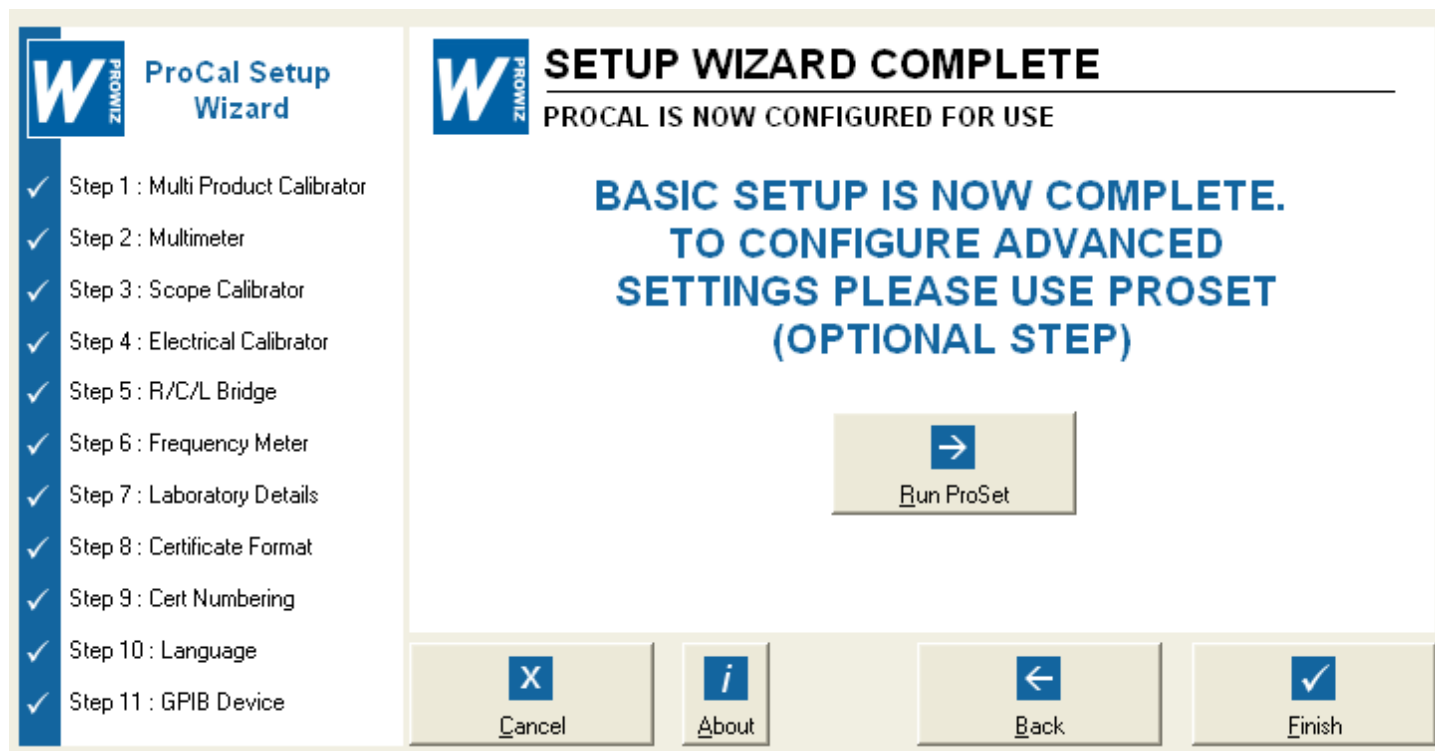 W PROWIZ
ProCal Setup
Wizard
✓ Step 1 : Multi Product Calibrator
✓ Step 2 : Multimeter
✓ Step 3 : Scope Calibrator
✓ Step 4 : Electrical Calibrator
✓ Step 5 : R/C/L Bridge
✓ Step 6 : Frequency Meter
✓ Step 7 : Laboratory Details
✓ Step 8 : Certificate Format
✓ Step 9 : Cert Numbering
✓ Step 10 : Language
✓ Step 11 : GPIB Device
W PROWIZ
SETUP WIZARD COMPLETE
PROCAL IS NOW CONFIGURED FOR USE
BASIC SETUP IS NOW COMPLETE.
TO CONFIGURE ADVANCED
SETTINGS PLEASE USE PROSET
(OPTIONAL STEP)
→
Run ProSet
X
Cancel
i
About
←
Back
✓
Finish